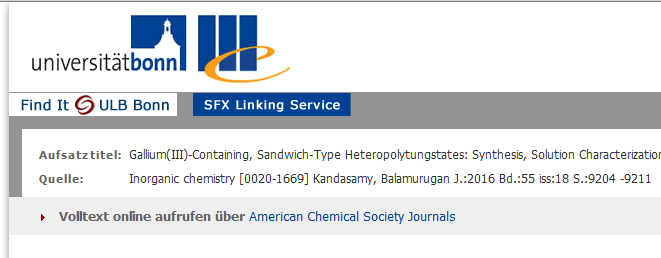 universitätbonn
Find It ULB Bonn SFX Linking Service
Aufsatztitel: Gallium(III)-Containing, Sandwich-Type Heteropolytungstates: Synthesis, Solution Characterization
Quelle: Inorganic chemistry [0020-1669] Kandasamy, Balamurugan J.:2016 Bd.:55 iss:18 S.:9204 -9211
Volltext online aufrufen über American Chemical Society Journals